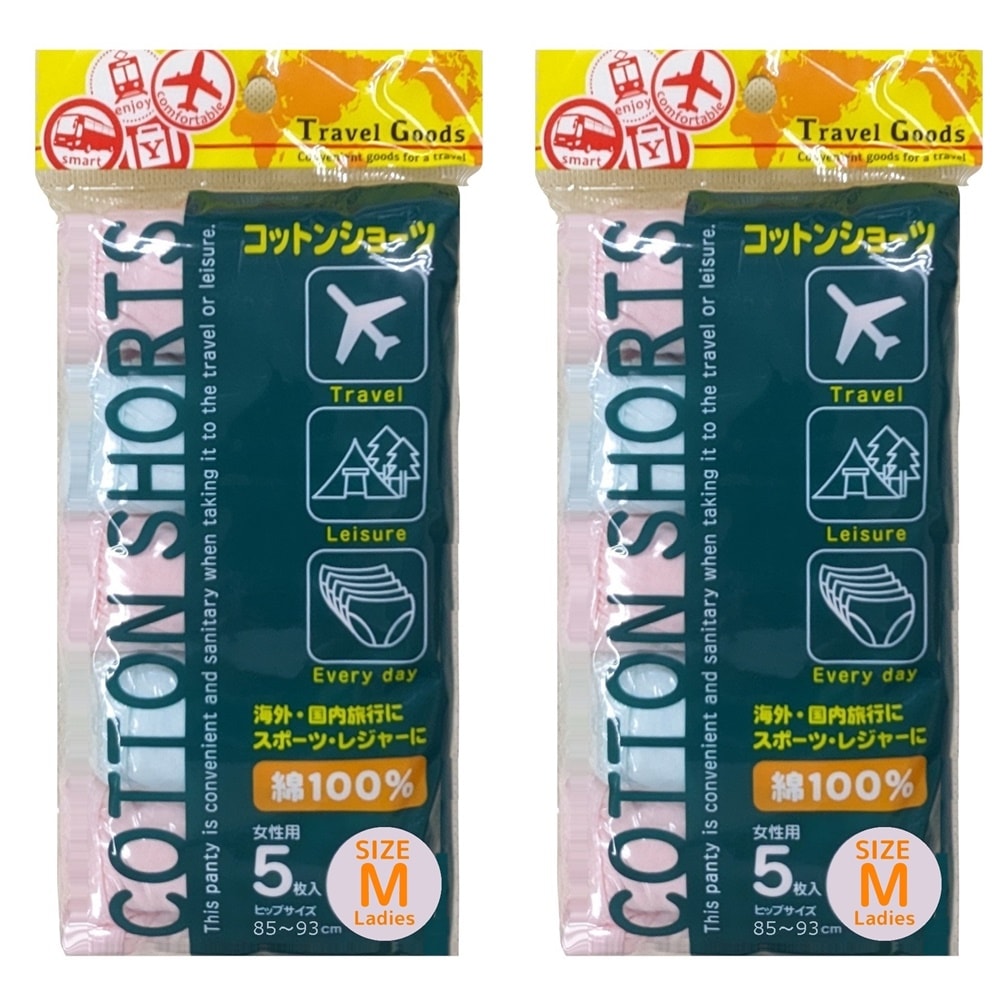 enjoy
comfortable
smart
Y
Travel Goods
Convenient goods for a travel
COTTON SHORTS
This panty is convenient and sanitary when taking it to the travel or leisure.
コットンショーツ
Travel
Leisure
Every day
海外・国内旅行に
スポーツ・レジャーに
綿100%
女性用
5枚入
ヒップサイズ
85～93cm
SIZE
M
Ladies
enjoy
comfortable
smart
Y
Travel Goods
Convenient goods for a travel
COTTON SHORTS
This panty is convenient and sanitary when taking it to the travel or leisure.
コットンショーツ
Travel
Leisure
Every day
海外・国内旅行に
スポーツ・レジャーに
綿100%
女性用
5枚入
ヒップサイズ
85～93cm
SIZE
M
Ladies